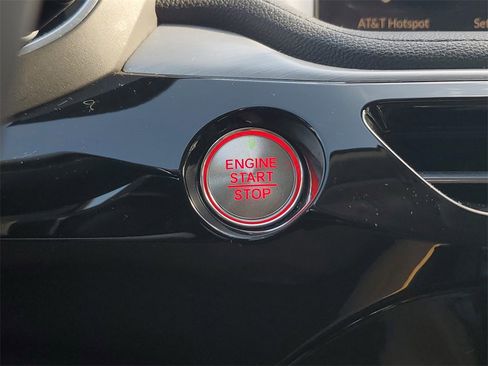 AT&T Hotspot
ENGINE
START
STOP